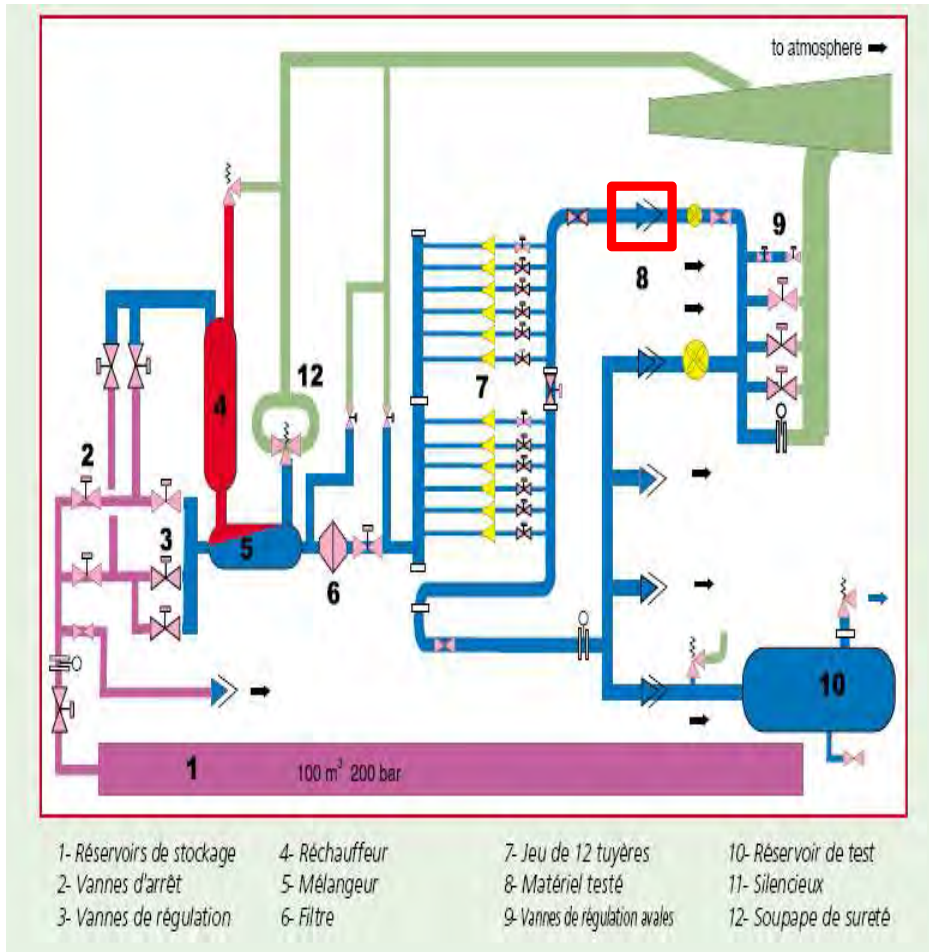 to atmosphere
9
8
12
4
7
2
3
5
6
10
1
100 m³ 200 bar
1- Réservoirs de stockage
2- Vannes d'arrêt
3- Vannes de régulation
4- Réchauffeur
5- Mélangeur
6- Filtre
7- Jeu de 12 tuyères
8- Matériel testé
9- Vannes de régulation avales
10- Réservoir de test
11- Silencieux
12- Soupape de sureté